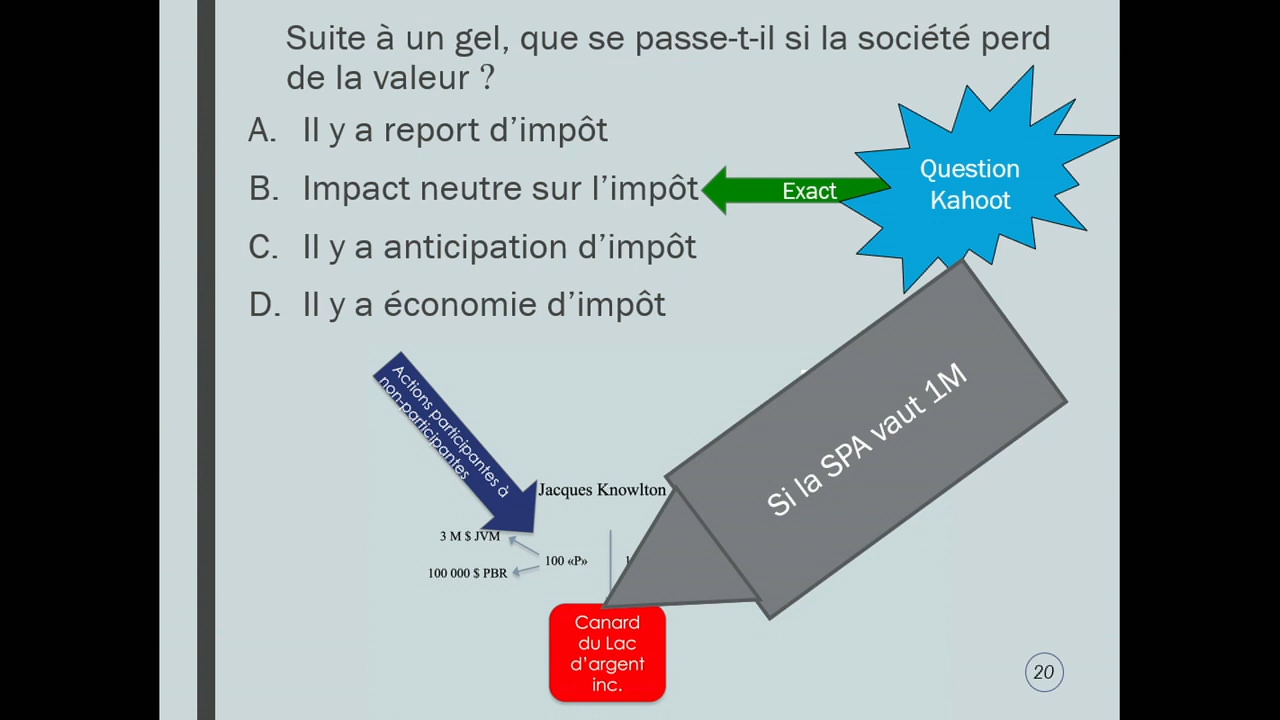 Suite à un gel, que se passe-t-il si la société perd
de la valeur ?
A. Il y a report d’impôt
B. Impact neutre sur l’impôt
C. Il y a anticipation d’impôt
D. Il y a économie d’impôt
Exact
Question
Kahoot
Actions participantes à
non-participantes
Si la SPA vaut 1M
Jacques Knowlton
3 M $ JVM
100 «P»
100 000 $ PBR
Canard
du Lac
d’argent
inc.
20